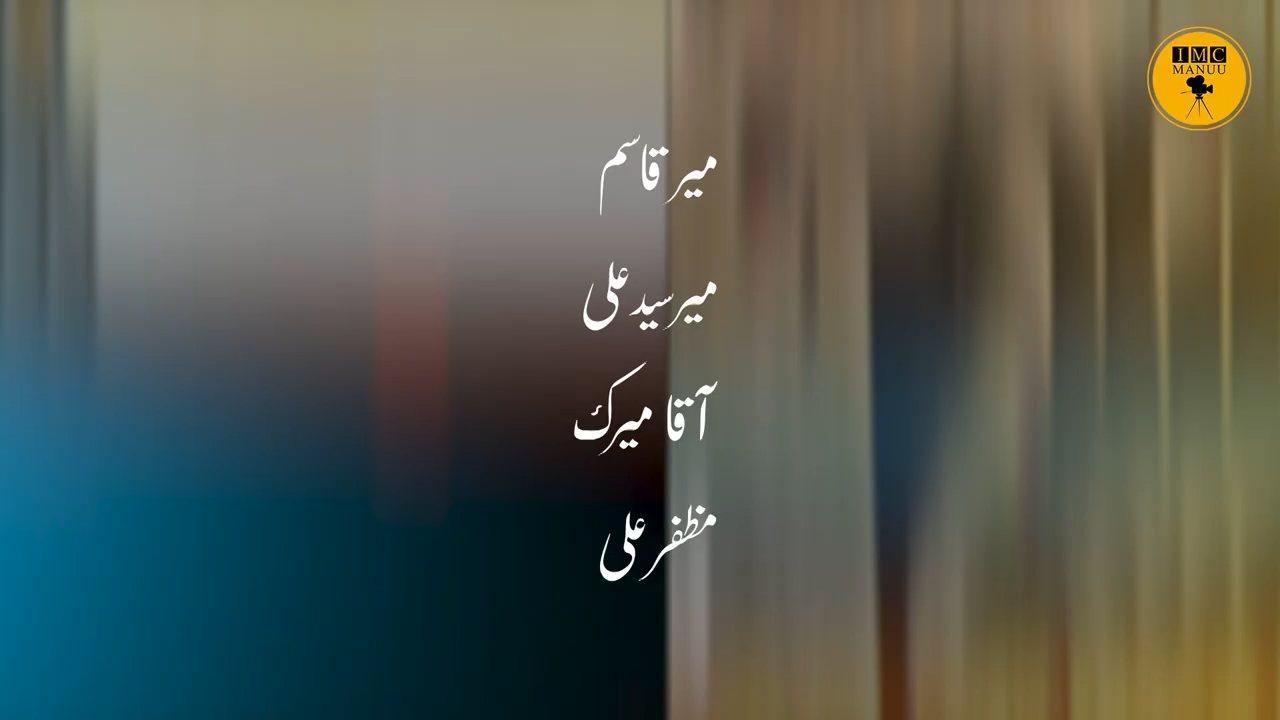 IMC
MANUU
میر قاسم
میر سید علی
آقا میرک
مظفر علی